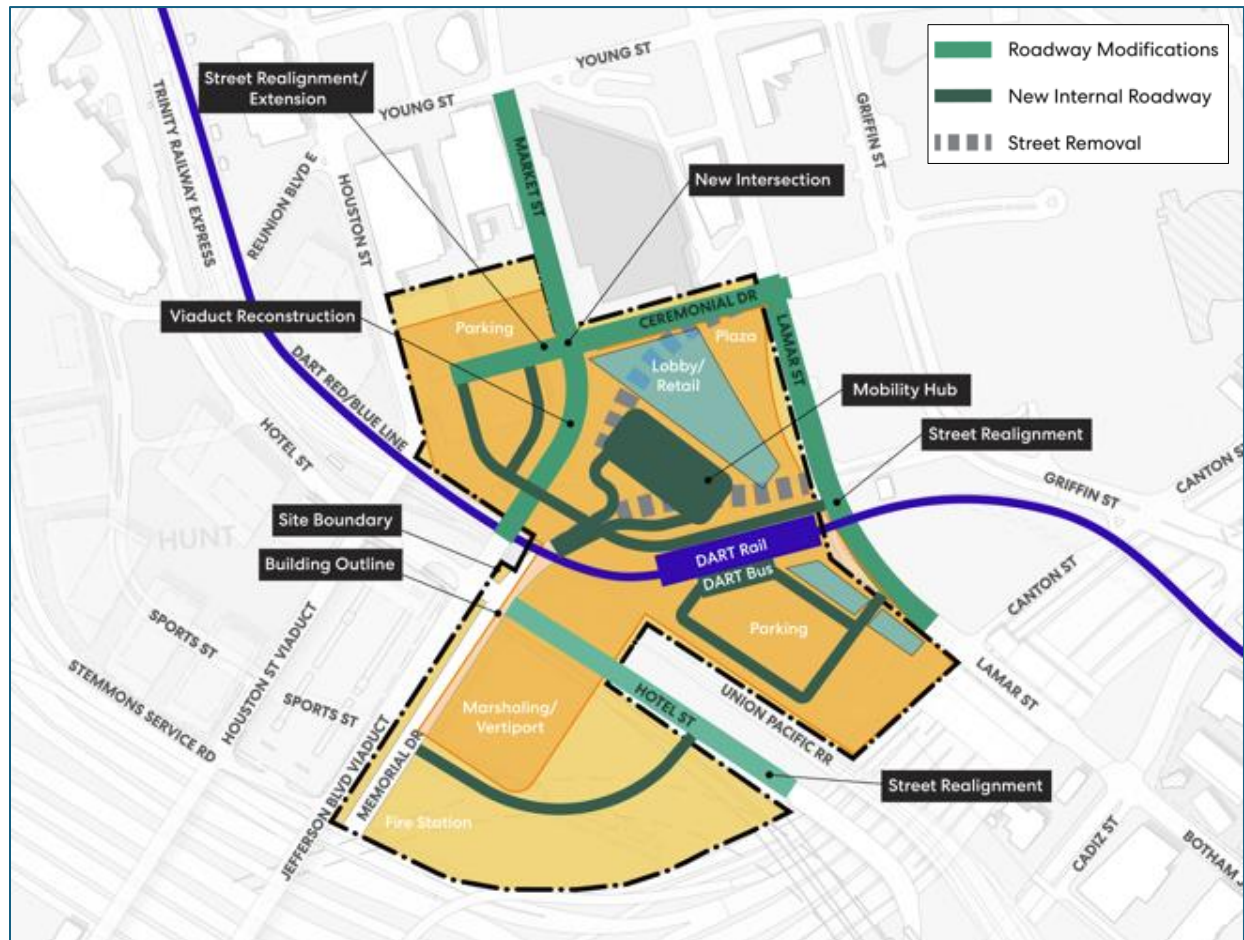 YOUNG ST
Roadway Modifications
New Internal Roadway
Street Removal
Street Realignment/
Extension
YOUNG ST
TRINITY RAILWAY EXPRESS
REUNION BLVD E
HOUSTON ST
MARKET ST
GRIFFIN ST
New Intersection
Viaduct Reconstruction
Parking
CEREMONIAL DR
Plaza
LAMAR ST
Lobby/
Retail
DART RED/BLUE LINE
Mobility Hub
HOTEL ST
Street Realignment
CANTON ST
GRIFFIN ST
Site Boundary
HUNT
DART Rail
Building Outline
DART Bus
CANTON ST
Parking
SPORTS ST
HOUSTON ST VIADUCT
STEMMONS SERVICE RD
SPORTS ST
HOTEL ST
UNION PACIFIC RR
LAMAR ST
Marshaling/
Vertiport
MEMORIAL DR
JEFFERSON BLVD VIADUCT
Street Realignment
Fire Station
CADIZ ST
BOTHAM